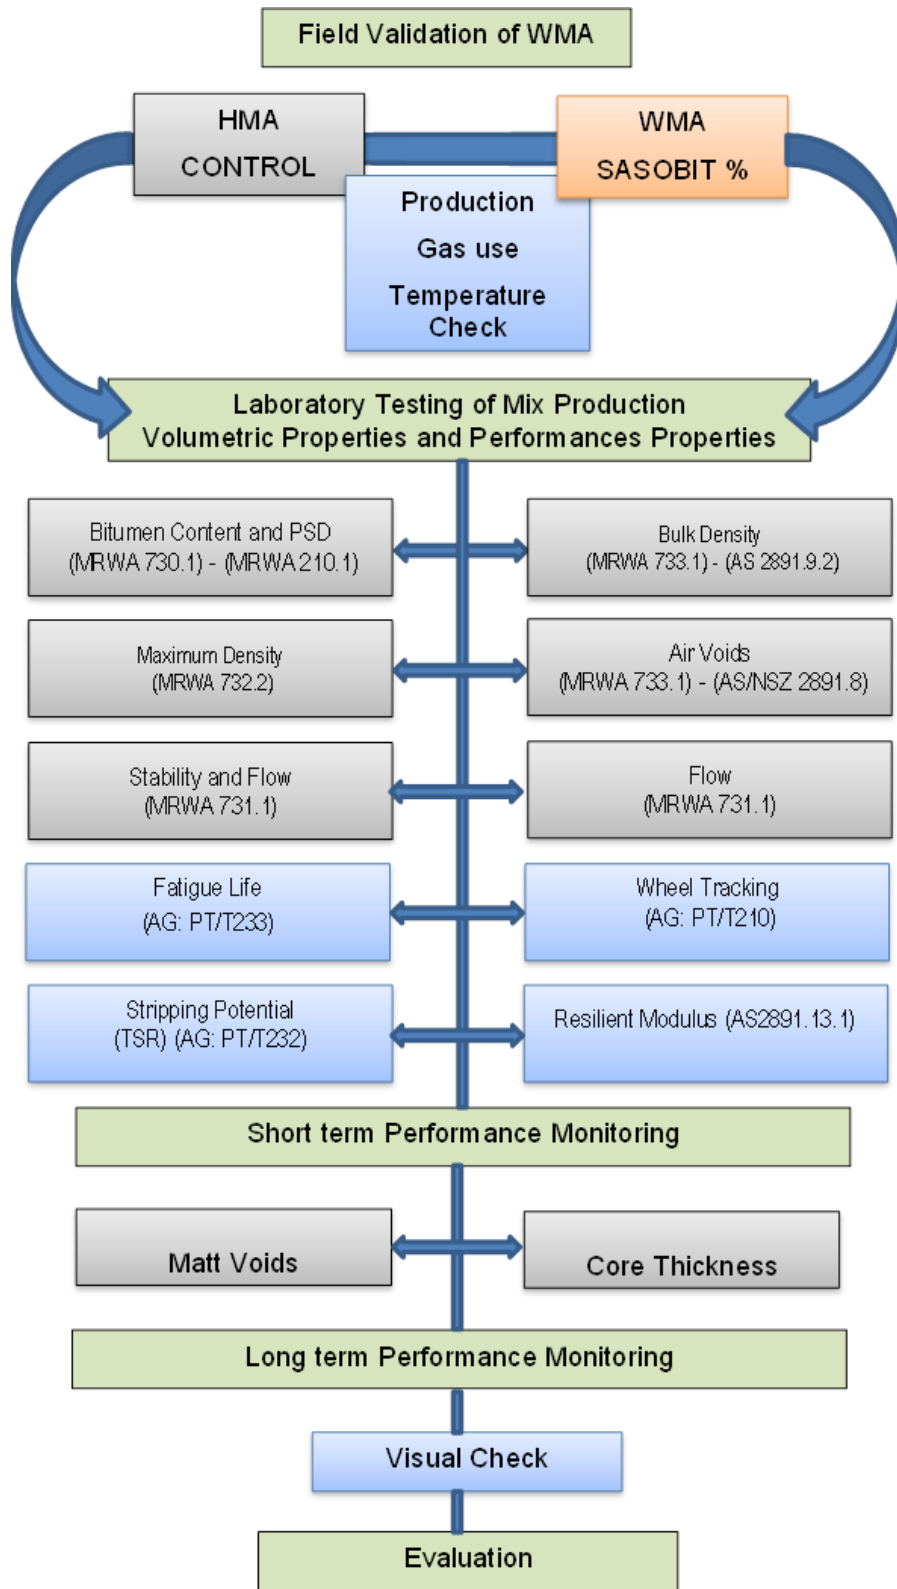 Field Validation of WMA
HMA
CONTROL
WMA
SASOBIT %
Production
Gas use
Temperature
Check
Laboratory Testing of Mix Production
Volumetric Properties and Performances Properties
Bitumen Content and PSD
(MRWA 730.1) - (MRWA 210.1)
Bulk Density
(MRWA 733.1) - (AS 2891.9.2)
Maximum Density
(MRWA 732.2)
Air Voids
(MRWA 733.1) - (AS/NSZ 2891.8)
Stability and Flow
(MRWA 731.1)
Flow
(MRWA 731.1)
Fatigue Life
(AG: PT/T233)
Wheel Tracking
(AG: PT/T210)
Stripping Potential
(TSR) (AG: PT/T232)
Resilient Modulus (AS2891.13.1)
Short term Performance Monitoring
Matt Voids
Core Thickness
Long term Performance Monitoring
Visual Check
Evaluation